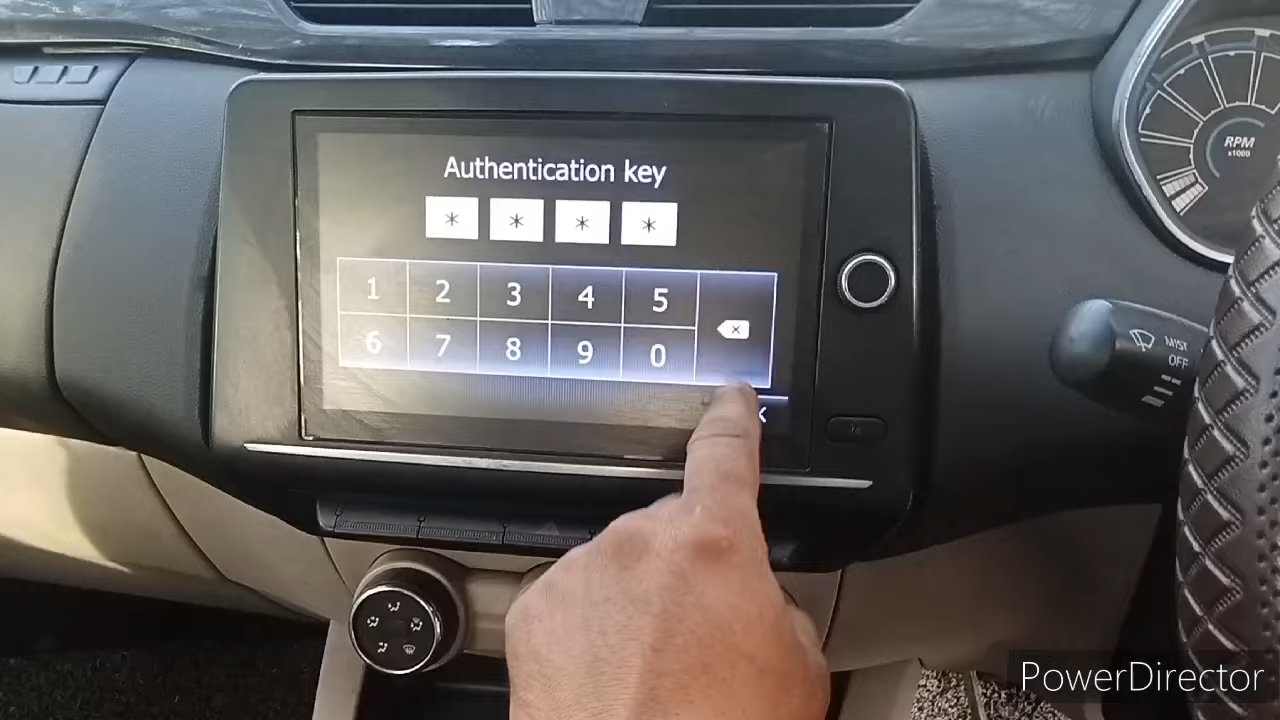 Authentication key
* * * *
1 2 3 4 5
6 7 8 9 0
RPM
x1000
MIST
OFF
PowerDirector